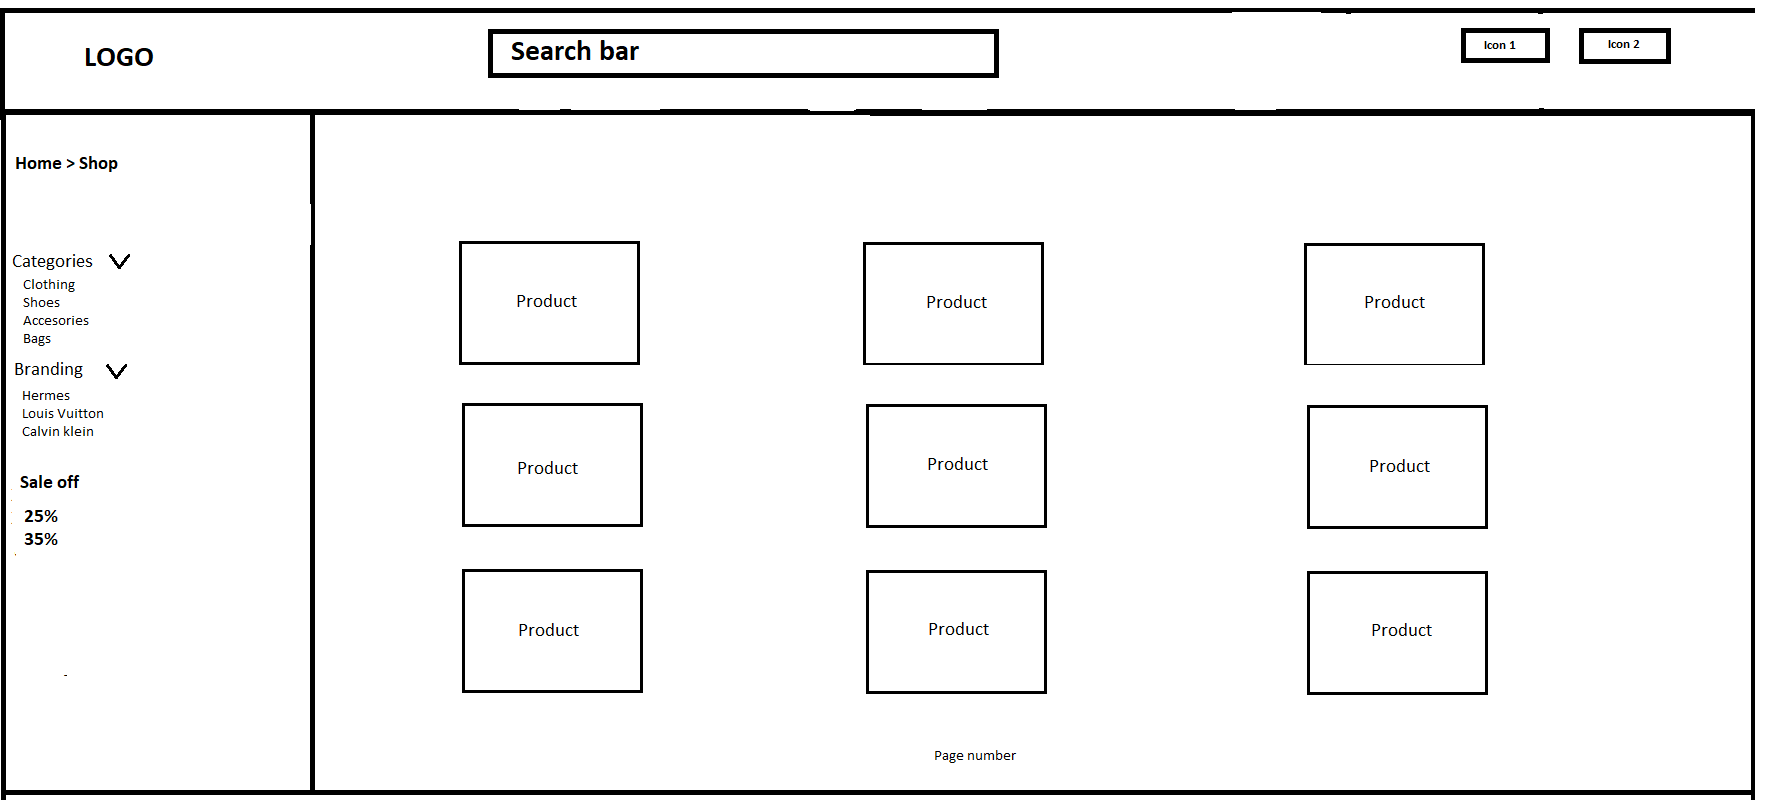 LOGO
Search bar
Icon 1
Icon 2
Home > Shop
Categories
Clothing
Shoes
Accesories
Bags
Branding
Hermes
Louis Vuitton
Calvin klein
Sale off
25%
35%
Product
Product
Product
Product
Product
Product
Product
Product
Product
Page number